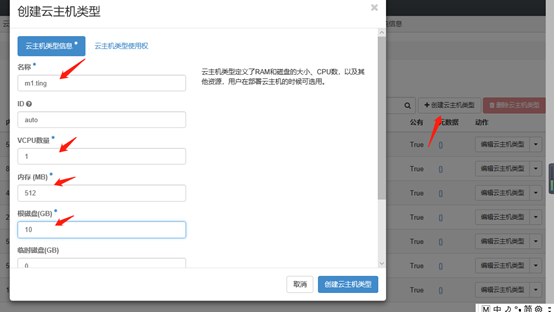 创建云主机类型
×
云主机类型信息 *
云主机类型使用权
名称 *
m1.ting
云主机类型定义了RAM和磁盘的大小、CPU数，以及其
他资源，用户在部署云主机的时候可选用。
ID
auto
VCPU数量 *
1
内存 (MB) *
512
根磁盘(GB) *
10
临时磁盘(GB)
0
取消
创建云主机类型
信息
+ 创建云主机类型
删除云主机类型
公有
元数据
动作
True
{}
编辑云主机类型
True
{}
编辑云主机类型
True
{}
编辑云主机类型
True
{}
编辑云主机类型
True
{}
编辑云主机类型
True
{}
编辑云主机类型
True
{}
编辑云主机类型
M 中 简